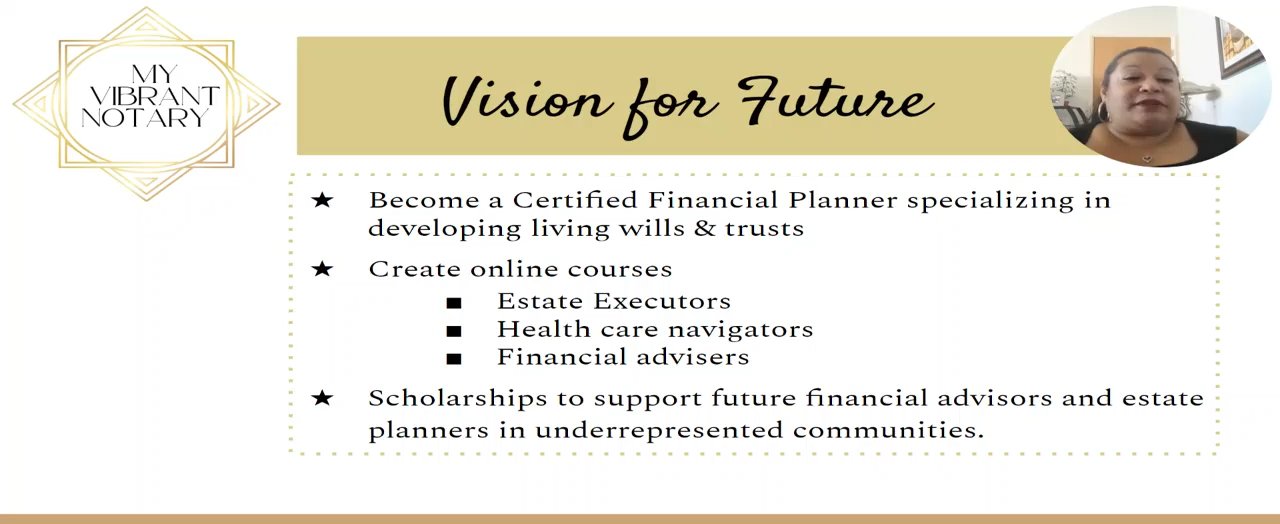 MY
VIBRANT
NOTARY
Vision for Future
★ Become a Certified Financial Planner specializing in
developing living wills & trusts
★ Create online courses
■ Estate Executors
■ Health care navigators
■ Financial advisers
★ Scholarships to support future financial advisors and estate
planners in underrepresented communities.